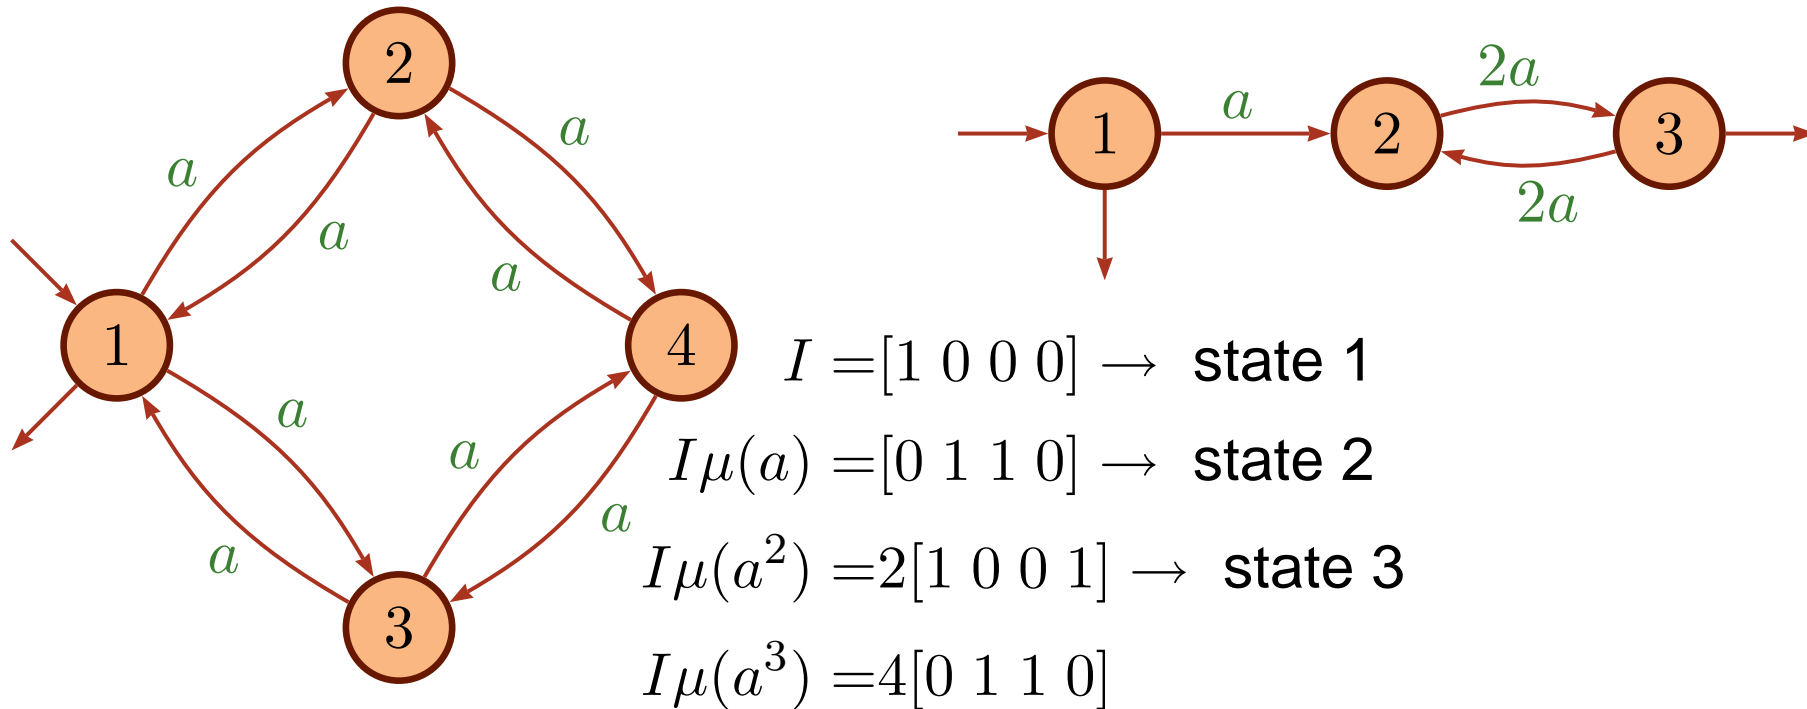 2
a
a
a
a
1
4
a
a
a
a
3
1
a
2
2a
2a
3
I =[1 0 0 0] → state 1
Iμ(a) =[0 1 1 0] → state 2
Iμ(a²) =2[1 0 0 1] → state 3
Iμ(a³) =4[0 1 1 0]